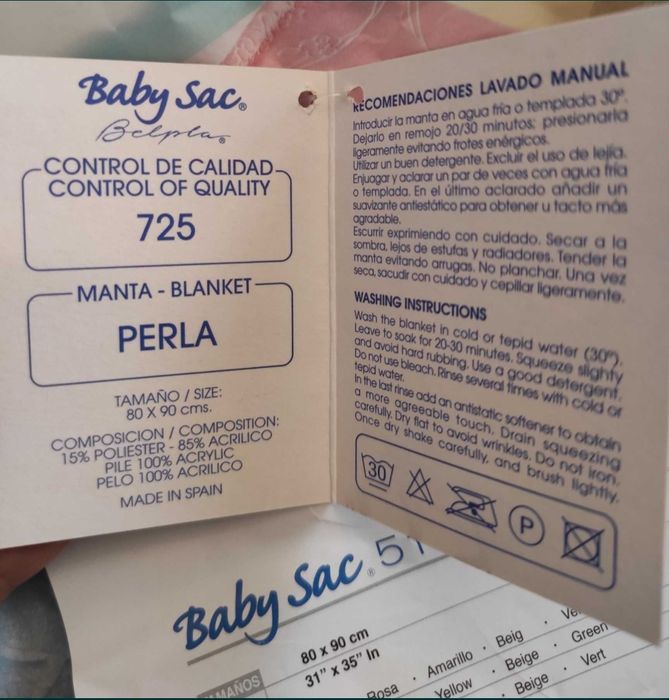 Baby Sac®
Belpla®
CONTROL DE CALIDAD
CONTROL OF QUALITY
725
MANTA - BLANKET
PERLA
TAMAÑO / SIZE:
80 X 90 cms.
COMPOSICION / COMPOSITION:
15% POLIESTER - 85% ACRILICO
PILE 100% ACRYLIC
PELO 100% ACRILICO
MADE IN SPAIN
RECOMENDACIONES LAVADO MANUAL
Introducir la manta en agua fría o templada 30º.
Dejarlo en remojo 20/30 minutos; presionarla
ligeramente evitando frotes enérgicos.
Utilizar un buen detergente. Excluir el uso de lejía.
Enjuogar y aclarar un par de veces con agua fría
o templada. En el último aclarado añadir un
suavizante antiestático para obtener u tacto más
agradable.
Escurrir exprimiendo con cuidado. Secar a la
sombra, lejos de estufas y radiadores. Tender la
manta evitando arrugas. No planchar. Una vez
seca, sacudir con cuidado y cepillar ligeramente.
WASHING INSTRUCTIONS
Wash the blanket in cold or tepid water (30º).
Leave to soak for 20-30 minutes. Squeeze slighty
and avoid hard rubbing. Use a good detergent.
Do not use bleach. Rinse several times with cold or
tepid water.
In the last rinse add an antistatic softener to obtain
a more agreable touch. Drain squeezing
carefully. Dry flat to avoid wrinkles. Do not iron.
Once dry shake carefully, and brush lightly.
30
P
Baby Sac® 51
80 x 90 cm
31" x 35" In
Rosa · Amarillo · Beig ·
Yellow · Beige · Green
· Beige · Vert